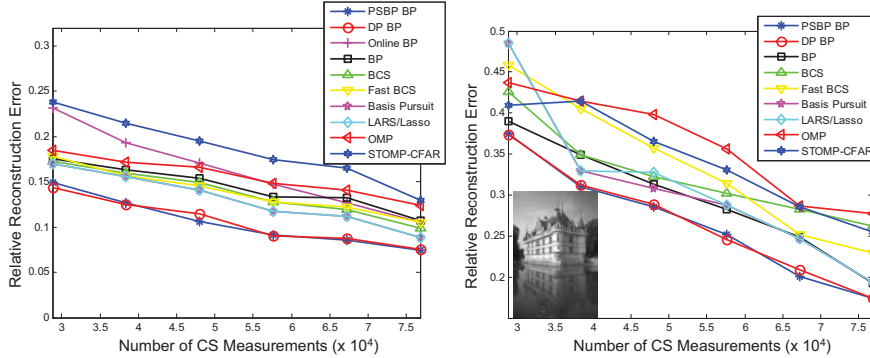 PSBP BP
DP BP
Online BP
BP
BCS
Fast BCS
Basis Pursuit
LARS/Lasso
OMP
STOMP-CFAR
0.3
0.25
0.2
0.15
0.1
0.05
0
Relative Reconstruction Error
3 3.5 4 4.5 5 5.5 6 6.5 7 7.5
Number of CS Measurements (x 10^4)
PSBP BP
DP BP
BP
BCS
Fast BCS
Basis Pursuit
LARS/Lasso
OMP
STOMP-CFAR
0.5
0.45
0.4
0.35
0.3
0.25
0.2
Relative Reconstruction Error
3 3.5 4 4.5 5 5.5 6 6.5 7 7.5
Number of CS Measurements (x 10^4)